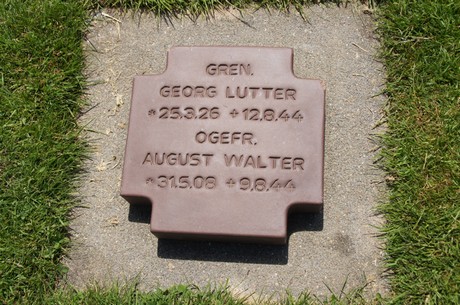 GREN.
GEORG LUTTER
*25.3.26 +12.8.44
OGEFR.
AUGUST WALTER
*31.5.08 +9.8.44